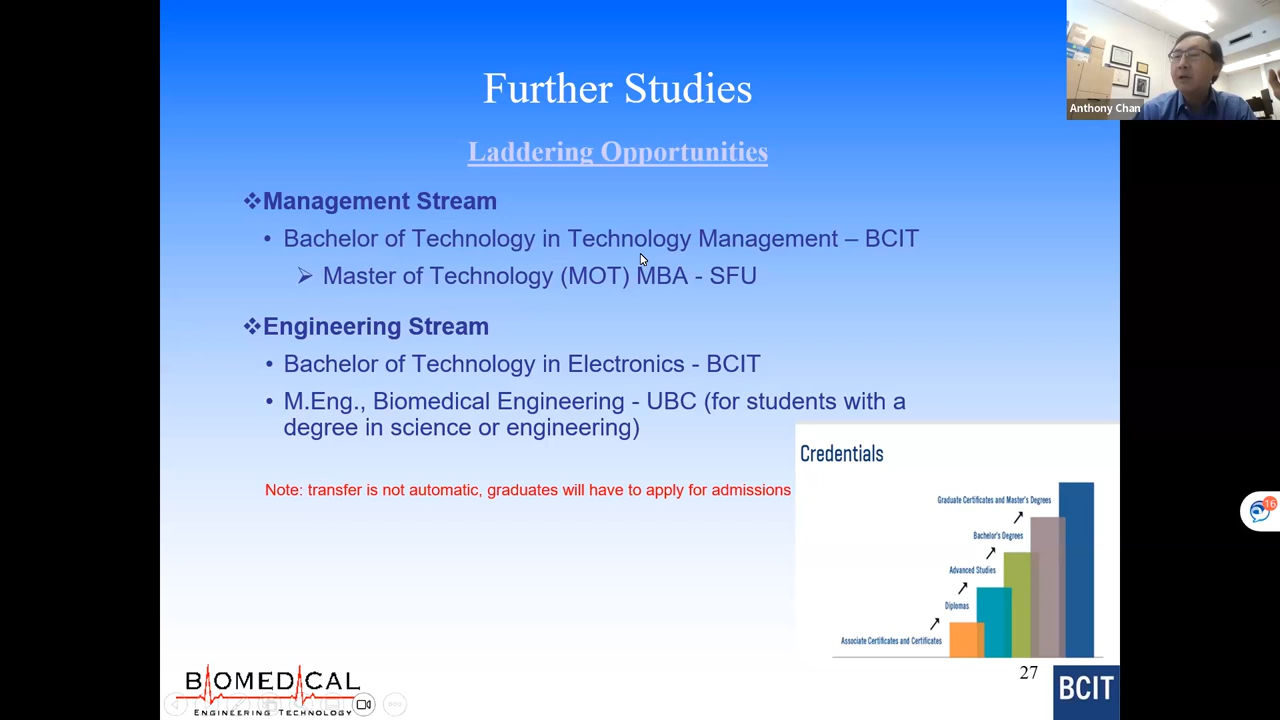 Further Studies
Anthony Chan
Laddering Opportunities
❖Management Stream
• Bachelor of Technology in Technology Management – BCIT
➢ Master of Technology (MOT) MBA - SFU
❖Engineering Stream
• Bachelor of Technology in Electronics - BCIT
• M.Eng., Biomedical Engineering - UBC (for students with a
degree in science or engineering)
Note: transfer is not automatic, graduates will have to apply for admissions
Credentials
Graduate Certificates and Master's Degrees
Bachelor's Degrees
Advanced Studies
Diplomas
Associate Certificates and Certificates
16
27
BIOMEDICAL
ENGINEERING TECHNOLOGY
BCIT